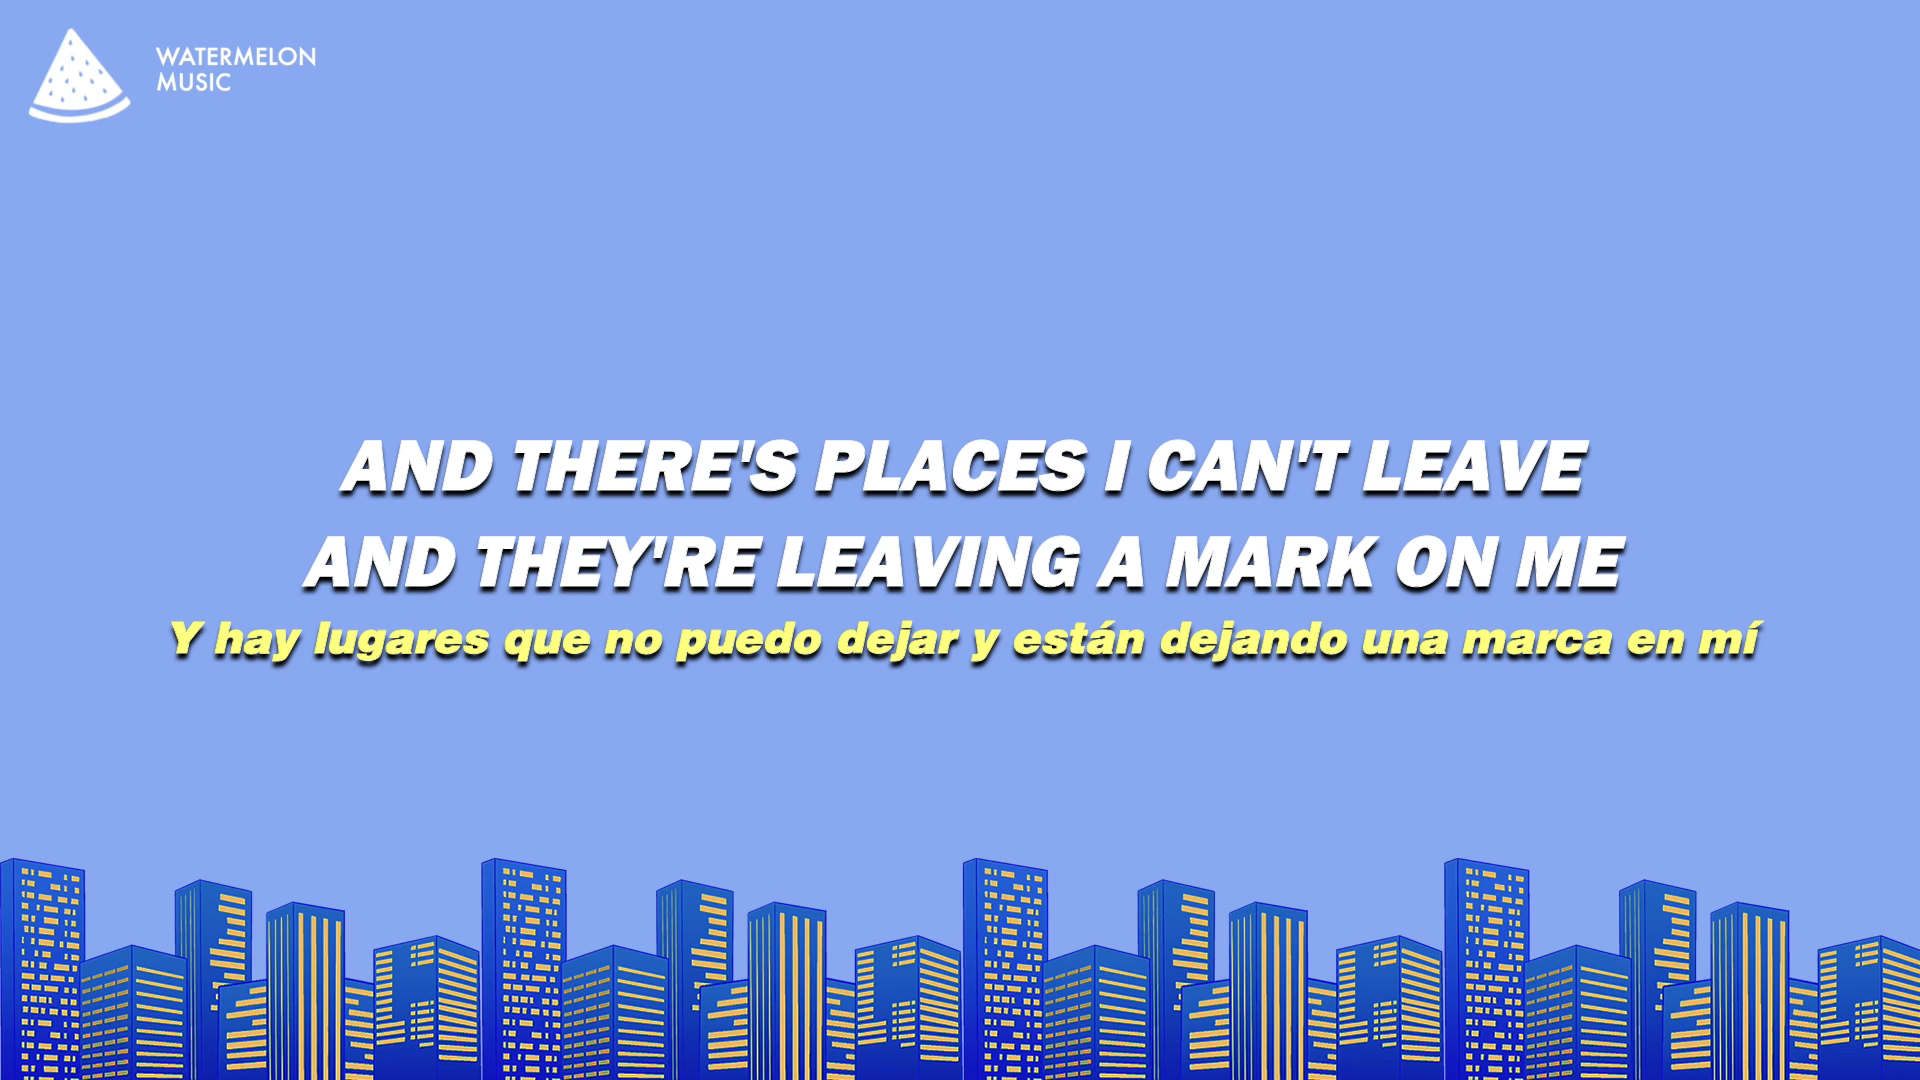 WATERMELON
MUSIC
AND THERE'S PLACES I CAN'T LEAVE
AND THEY'RE LEAVING A MARK ON ME
Y hay lugares que no puedo dejar y están dejando una marca en mí